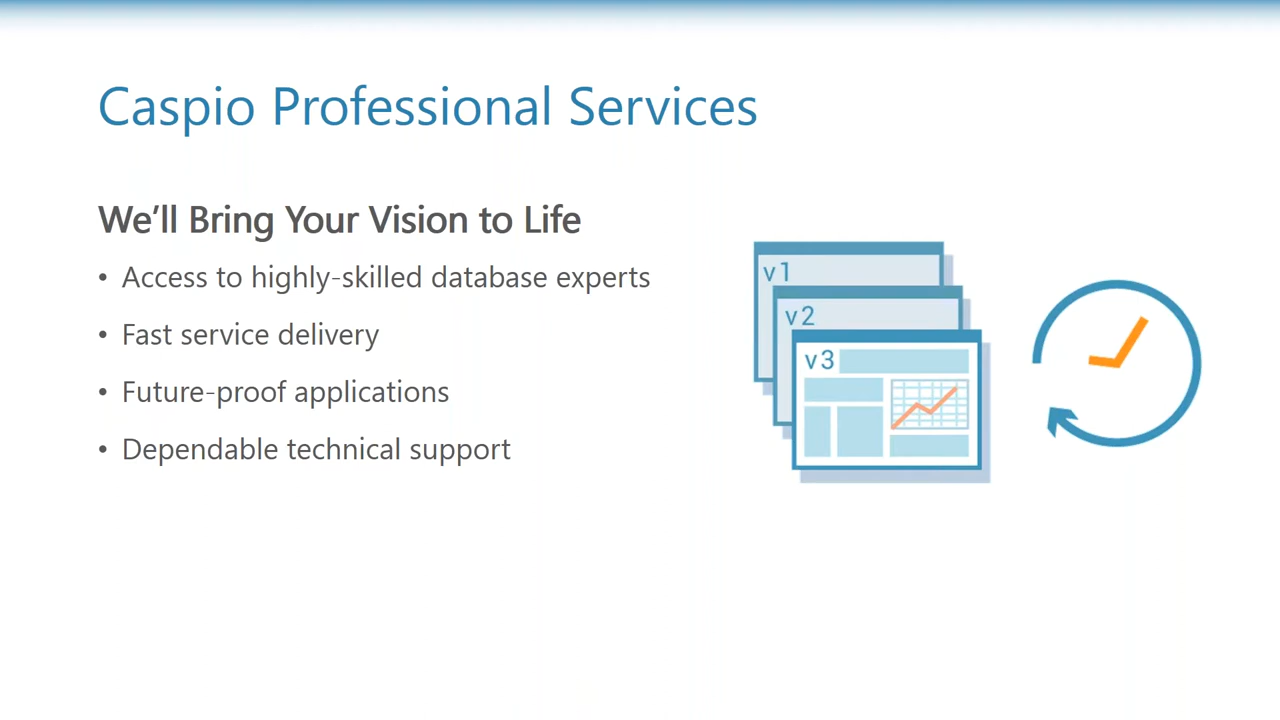 Caspio Professional Services
We’ll Bring Your Vision to Life
• Access to highly-skilled database experts
• Fast service delivery
• Future-proof applications
• Dependable technical support
v1
v2
v3